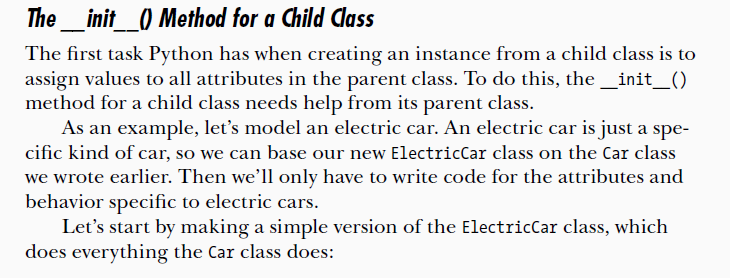 The __init__() Method for a Child Class
The first task Python has when creating an instance from a child class is to
assign values to all attributes in the parent class. To do this, the __init__()
method for a child class needs help from its parent class.
As an example, let's model an electric car. An electric car is just a spe-
cific kind of car, so we can base our new ElectricCar class on the Car class
we wrote earlier. Then we'll only have to write code for the attributes and
behavior specific to electric cars.
Let's start by making a simple version of the ElectricCar class, which
does everything the Car class does: